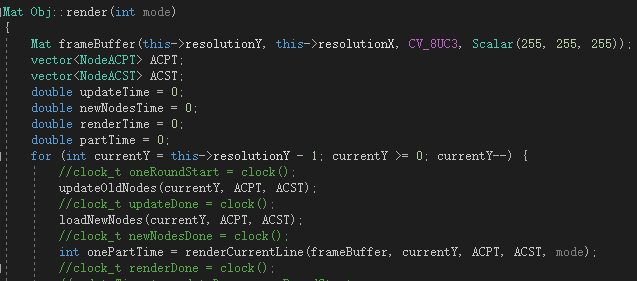 Mat Obj::render(int mode)
{
Mat frameBuffer(this->resolutionY, this->resolutionX, CV_8UC3, Scalar(255, 255, 255));
vector<NodeACPT> ACPT;
vector<NodeACST> ACST;
double updateTime = 0;
double newNodesTime = 0;
double renderTime = 0;
double partTime = 0;
for (int currentY = this->resolutionY - 1; currentY >= 0; currentY--) {
//clock_t oneRoundStart = clock();
updateOldNodes(currentY, ACPT, ACST);
//clock_t updateDone = clock();
loadNewNodes(currentY, ACPT, ACST);
//clock_t newNodesDone = clock();
int onePartTime = renderCurrentLine(frameBuffer, currentY, ACPT, ACST, mode);
//clock_t renderDone = clock();